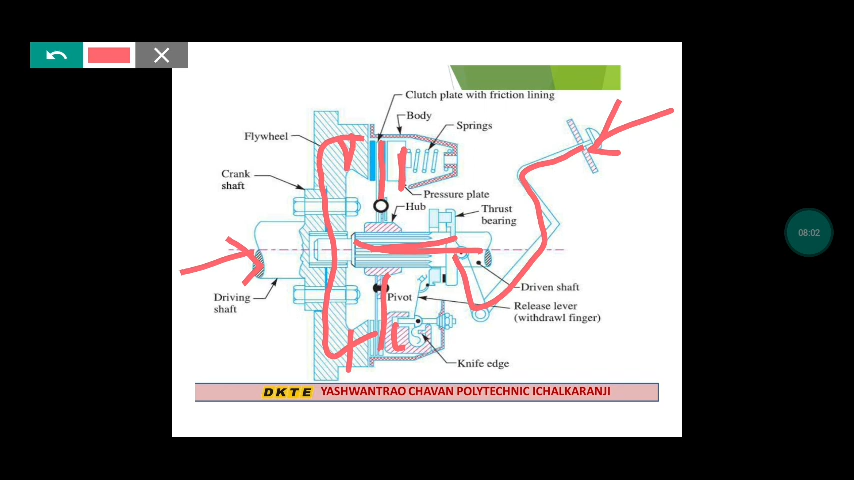 Clutch plate with friction lining
Body
Springs
Flywheel
Crank
shaft
Pressure plate
Hub
Thrust
bearing
08:02
Driven shaft
Driving
shaft
Pivot
Release lever
(withdrawl finger)
Knife edge
DKTE YASHWANTRAO CHAVAN POLYTECHNIC ICHALKARANJI